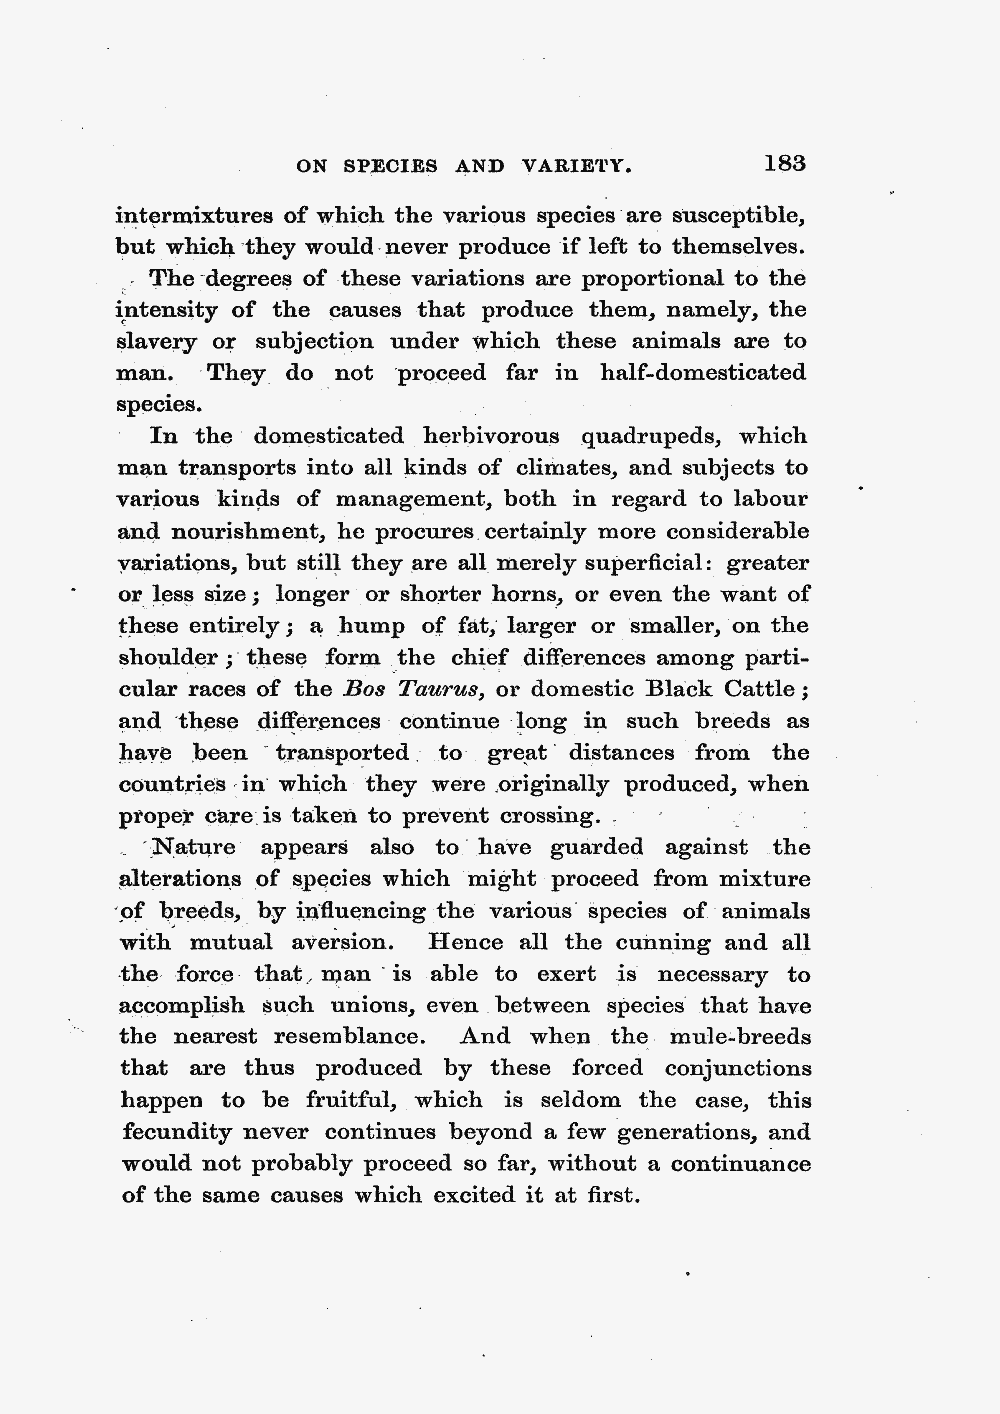 ON SPECIES AND VARIETY. 183
intermixtures of which the various species are susceptible,
but which they would never produce if left to themselves.
The degrees of these variations are proportional to the
intensity of the causes that produce them, namely, the
slavery or subjection under which these animals are to
man. They do not proceed far in half-domesticated
species.
In the domesticated herbivorous quadrupeds, which
man transports into all kinds of climates, and subjects to
various kinds of management, both in regard to labour
and nourishment, he procures certainly more considerable
variations, but still they are all merely superficial: greater
or less size; longer or shorter horns, or even the want of
these entirely; a hump of fat, larger or smaller, on the
shoulder; these form the chief differences among parti-
cular races of the Bos Taurus, or domestic Black Cattle;
and these differences continue long in such breeds as
have been transported to great distances from the
countries in which they were originally produced, when
proper care is taken to prevent crossing.
Nature appears also to have guarded against the
alterations of species which might proceed from mixture
of breeds, by influencing the various species of animals
with mutual aversion. Hence all the cunning and all
the force that man is able to exert is necessary to
accomplish such unions, even between species that have
the nearest resemblance. And when the mule-breeds
that are thus produced by these forced conjunctions
happen to be fruitful, which is seldom the case, this
fecundity never continues beyond a few generations, and
would not probably proceed so far, without a continuance
of the same causes which excited it at first.